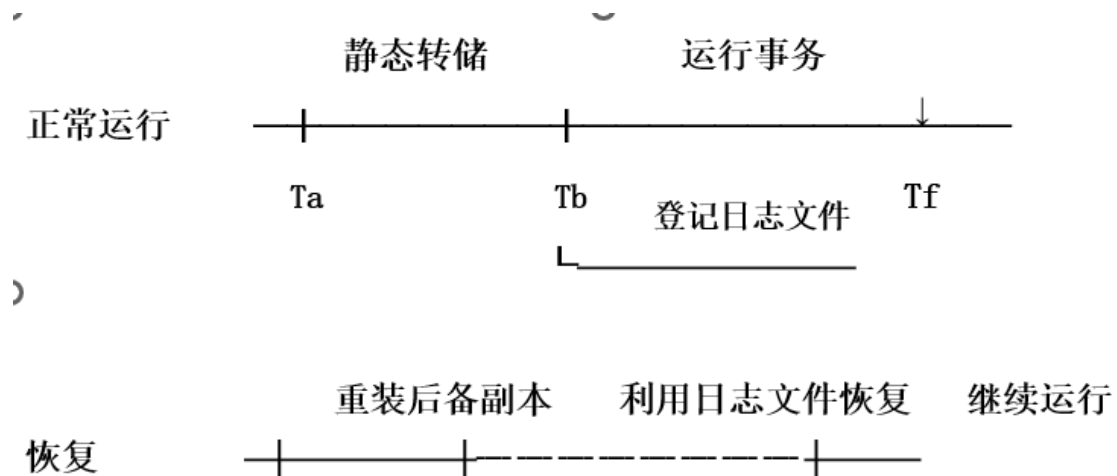 静态转储 运行事务
正常运行
Ta Tb Tf
登记日志文件
重装后备副本 利用日志文件恢复 继续运行
恢复